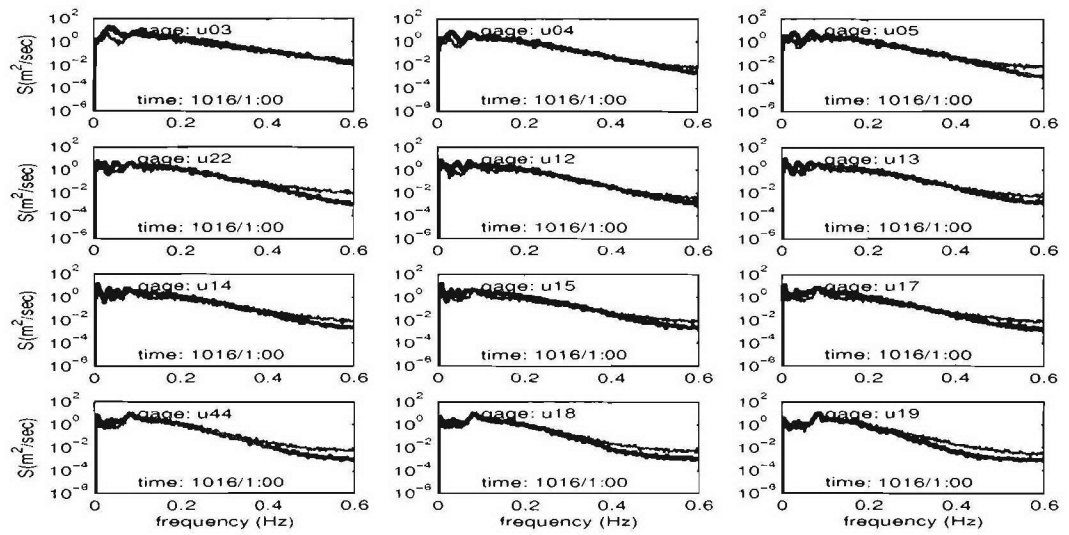 S(m²/sec)
10² 10⁰ 10⁻² 10⁻⁴ 10⁻⁶
gage: u03
time: 1016/1:00
0 0.2 0.4 0.6
10² 10⁰ 10⁻² 10⁻⁴ 10⁻⁶
gage: u04
time: 1016/1:00
0 0.2 0.4 0.6
10² 10⁰ 10⁻² 10⁻⁴ 10⁻⁶
gage: u05
time: 1016/1:00
0 0.2 0.4 0.6
S(m²/sec)
10² 10⁰ 10⁻² 10⁻⁴ 10⁻⁶
gage: u22
time: 1016/1:00
0 0.2 0.4 0.6
10² 10⁰ 10⁻² 10⁻⁴ 10⁻⁶
gage: u12
time: 1016/1:00
0 0.2 0.4 0.6
10² 10⁰ 10⁻² 10⁻⁴ 10⁻⁶
gage: u13
time: 1016/1:00
0 0.2 0.4 0.6
S(m²/sec)
10² 10⁰ 10⁻² 10⁻⁴ 10⁻⁶
gage: u14
time: 1016/1:00
0 0.2 0.4 0.6
10² 10⁰ 10⁻² 10⁻⁴ 10⁻⁶
gage: u15
time: 1016/1:00
0 0.2 0.4 0.6
10² 10⁰ 10⁻² 10⁻⁴ 10⁻⁶
gage: u17
time: 1016/1:00
0 0.2 0.4 0.6
S(m²/sec)
10² 10⁰ 10⁻² 10⁻⁴ 10⁻⁶
gage: u44
time: 1016/1:00
0 0.2 0.4 0.6
frequency (Hz)
10² 10⁰ 10⁻² 10⁻⁴ 10⁻⁶
gage: u18
time: 1016/1:00
0 0.2 0.4 0.6
frequency (Hz)
10² 10⁰ 10⁻² 10⁻⁴ 10⁻⁶
gage: u19
time: 1016/1:00
0 0.2 0.4 0.6
frequency (Hz)